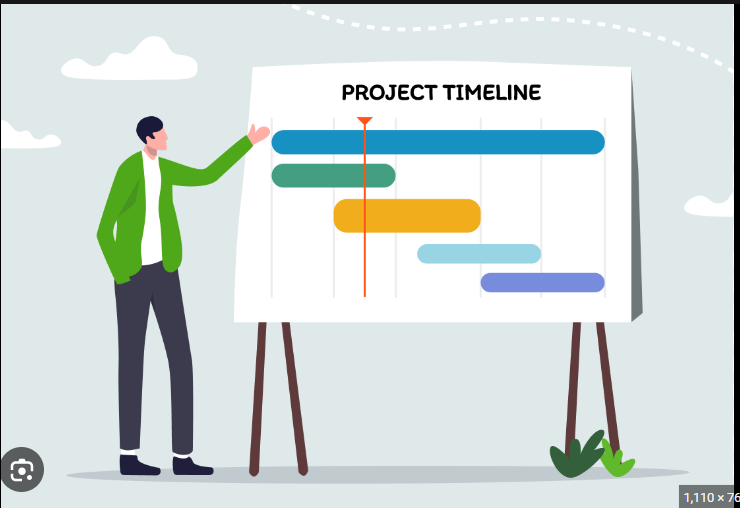 PROJECT TIMELINE
1,110 × 76